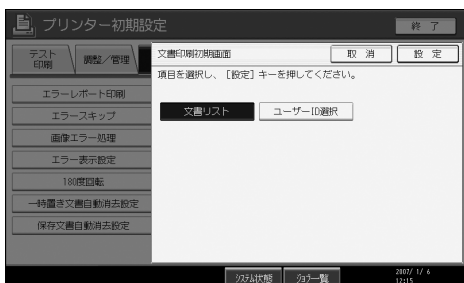 プリンター初期設定
終 了
テスト
印刷
調整／管理
文書印刷初期画面
取 消
設 定
項目を選択し、［設定］キーを押してください。
文書リスト
ユーザーID選択
エラーレポート印刷
エラースキップ
画像エラー処理
エラー表示設定
180度回転
一時置き文書自動消去設定
保存文書自動消去設定
システム状態
ジョブ一覧
2007/ 1/ 6
12:15